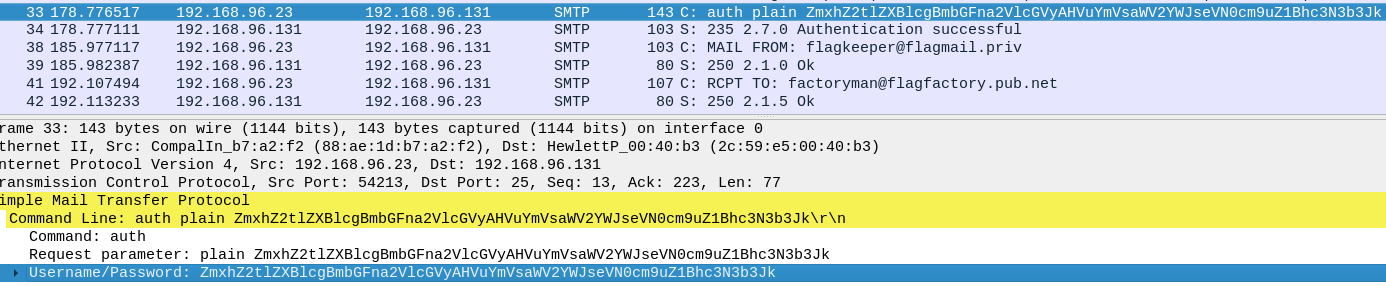 33 178.776517 192.168.96.23 192.168.96.131 SMTP 143 C: auth plain ZmxhZ2tlZXBlcgBmbGFna2VlcGVyAHVuYmVsaWV2YWJseVN0cm9uZ1Bhc3N3b3Jk
34 178.777111 192.168.96.131 192.168.96.23 SMTP 103 S: 235 2.7.0 Authentication successful
38 185.977117 192.168.96.23 192.168.96.131 SMTP 103 C: MAIL FROM: flagkeeper@flagmail.priv
39 185.982387 192.168.96.131 192.168.96.23 SMTP 80 S: 250 2.1.0 Ok
41 192.107494 192.168.96.23 192.168.96.131 SMTP 107 C: RCPT TO: factoryman@flagfactory.pub.net
42 192.113233 192.168.96.131 192.168.96.23 SMTP 80 S: 250 2.1.5 Ok
rame 33: 143 bytes on wire (1144 bits), 143 bytes captured (1144 bits) on interface 0
thernet II, Src: CompalIn_b7:a2:f2 (88:ae:1d:b7:a2:f2), Dst: HewlettP_00:40:b3 (2c:59:e5:00:40:b3)
nternet Protocol Version 4, Src: 192.168.96.23, Dst: 192.168.96.131
ransmission Control Protocol, Src Port: 54213, Dst Port: 25, Seq: 13, Ack: 223, Len: 77
imple Mail Transfer Protocol
Command Line: auth plain ZmxhZ2tlZXBlcgBmbGFna2VlcGVyAHVuYmVsaWV2YWJseVN0cm9uZ1Bhc3N3b3Jk\r\n
Command: auth
Request parameter: plain ZmxhZ2tlZXBlcgBmbGFna2VlcGVyAHVuYmVsaWV2YWJseVN0cm9uZ1Bhc3N3b3Jk
Username/Password: ZmxhZ2tlZXBlcgBmbGFna2VlcGVyAHVuYmVsaWV2YWJseVN0cm9uZ1Bhc3N3b3Jk